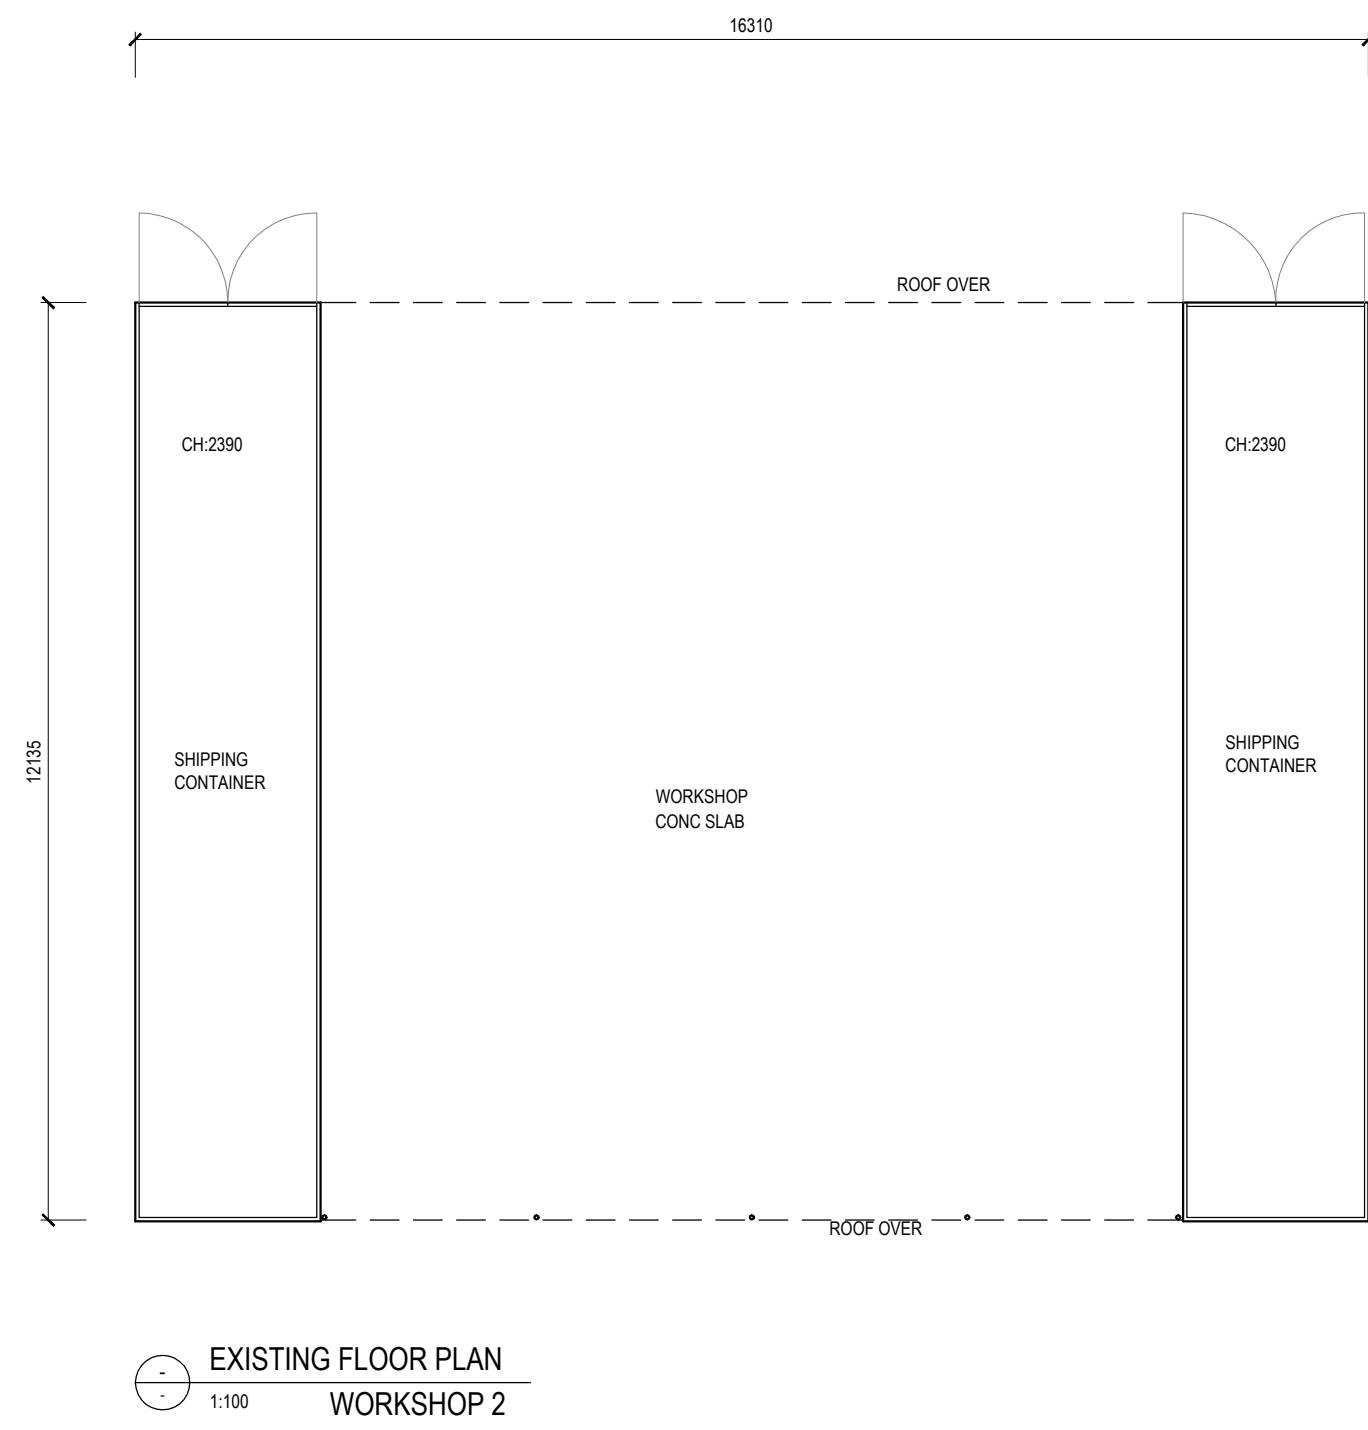 16310
ROOF OVER
CH:2390
CH:2390
12135
SHIPPING
CONTAINER
SHIPPING
CONTAINER
WORKSHOP
CONC SLAB
ROOF OVER
-
-
EXISTING FLOOR PLAN
1:100 WORKSHOP 2